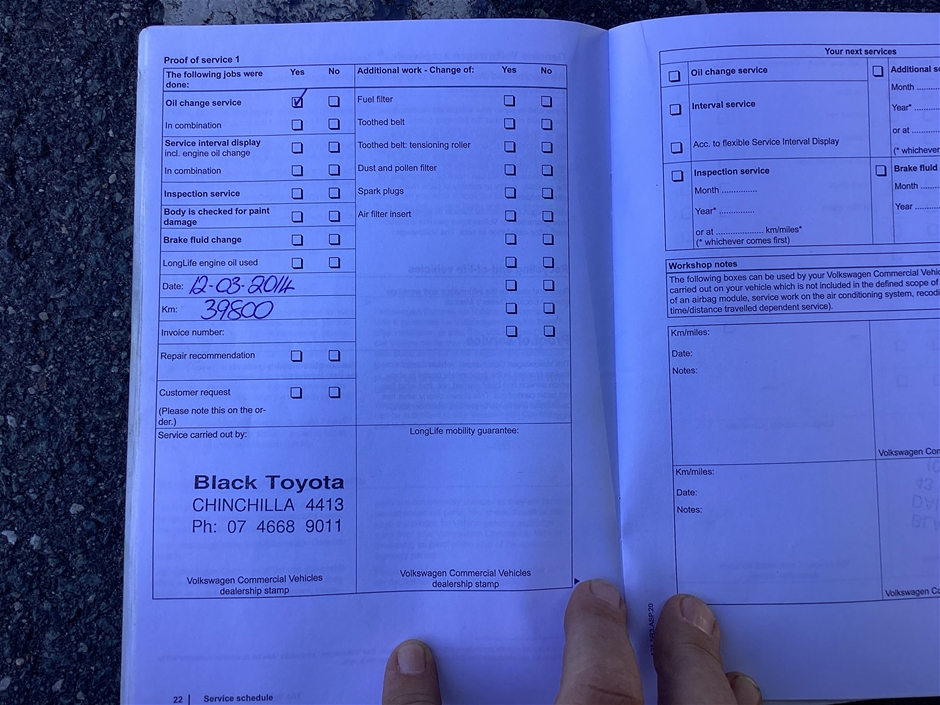 Proof of service 1
The following jobs were
done:
Yes
No
Additional work - Change of:
Yes
No
Oil change service
In combination
Service interval display
incl. engine oil change
In combination
Inspection service
Body is checked for paint
damage
Brake fluid change
LongLife engine oil used
Date: 12-03-2014
Km: 39800
Invoice number:
Repair recommendation
Customer request
(Please note this on the or-
der.)
Fuel filter
Toothed belt
Toothed belt: tensioning roller
Dust and pollen filter
Spark plugs
Air filter insert
Service carried out by:
Black Toyota
CHINCHILLA 4413
Ph: 07 4668 9011
Volkswagen Commercial Vehicles
dealership stamp
LongLife mobility guarantee:
Volkswagen Commercial Vehicles
dealership stamp
22 | Service schedule
Your next services
Oil change service
Interval service
Acc. to flexible Service Interval Display
Inspection service
Month ..............
Year* ..............
or at .................... km/miles*
(* whichever comes first)
Additional
Month
Year*
or at
(* whichever
Brake fluid
Month
Year
Workshop notes
The following boxes can be used by your Volkswagen Commercial
carried out on your vehicle which is not included in the defined scope of
of an airbag module, service work on the air conditioning system,
time/distance travelled dependent service).
Km/miles:
Date:
Notes:
Volkswagen
Km/miles:
Date:
Notes:
Volkswagen